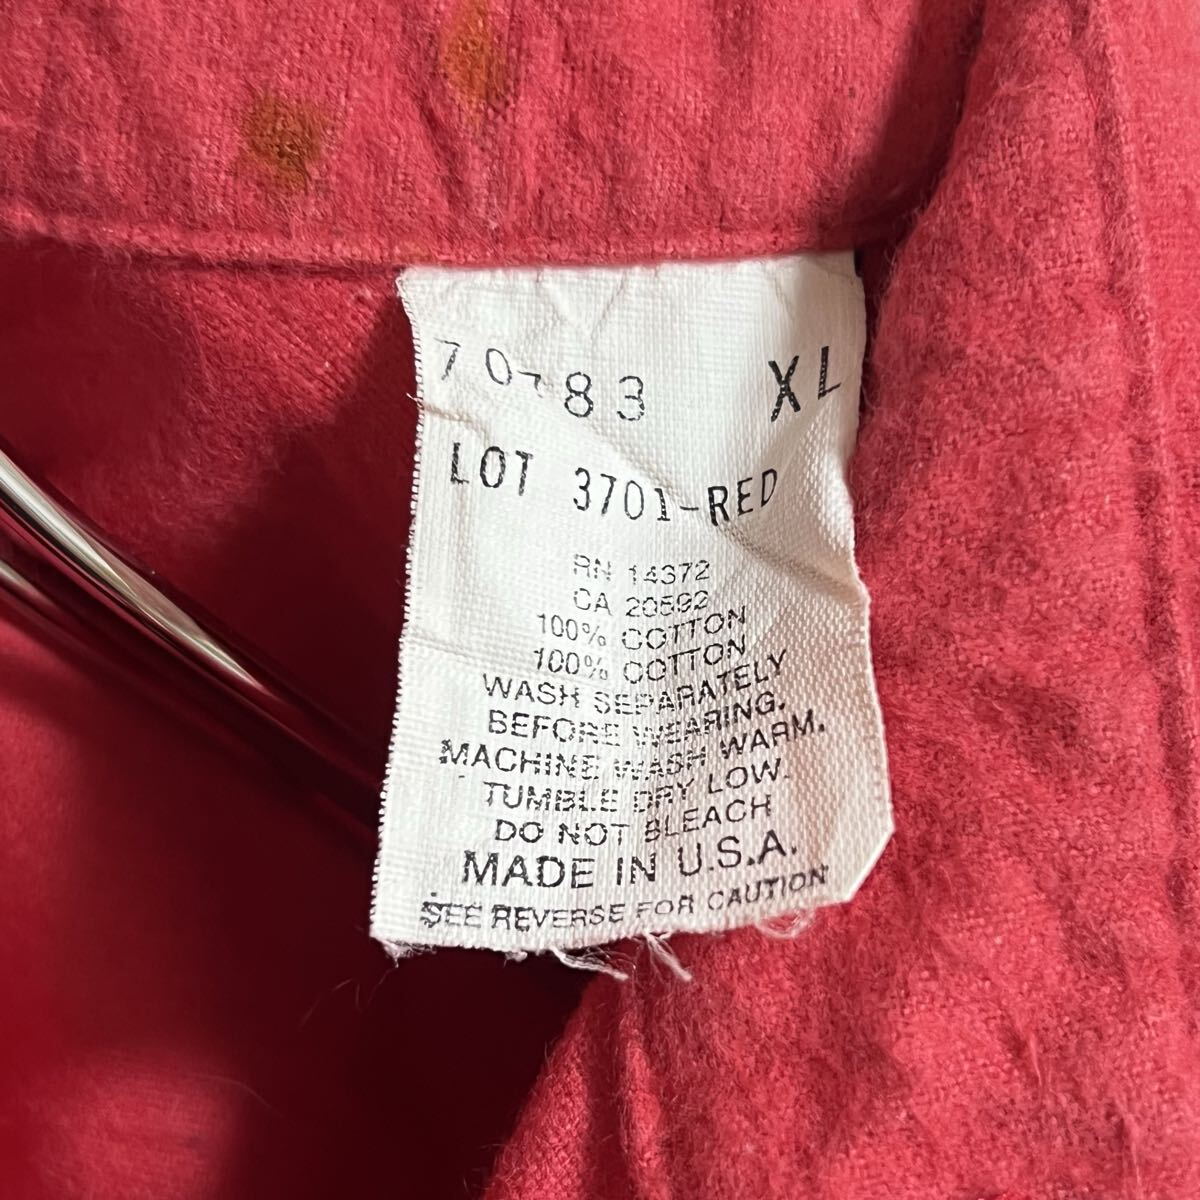 70-83 XL
LOT 3701-RED
RN 14372
CA 20592
100% COTTON
100% COTTON
WASH SEPARATELY
BEFORE WEARING.
MACHINE WASH WARM.
TUMBLE DRY LOW.
DO NOT BLEACH
MADE IN U.S.A.
SEE REVERSE FOR CAUTION